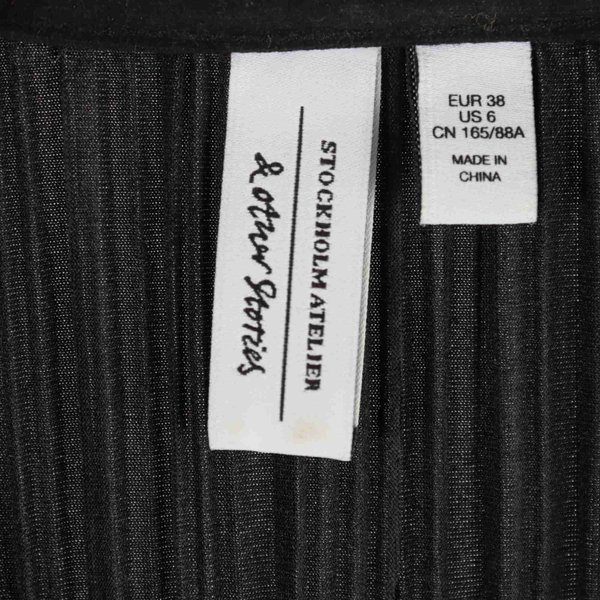 STOCKHOLM ATELIER
& other Stories
EUR 38
US 6
CN 165/88A
MADE IN
CHINA